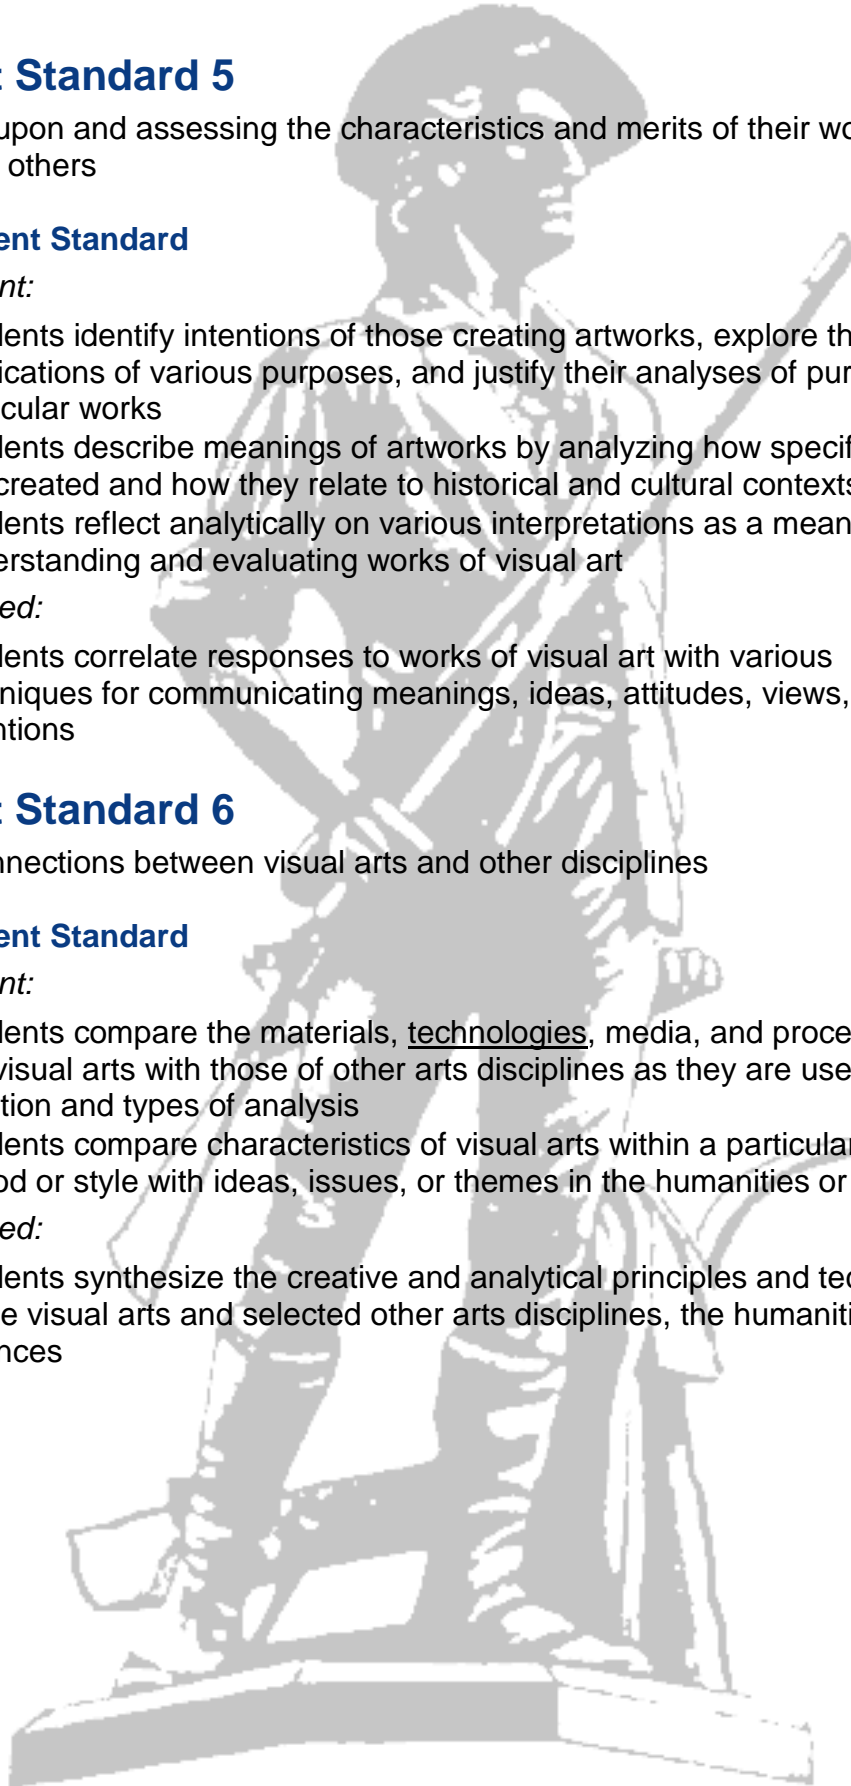 : Standard 5
upon and assessing the characteristics and merits of their wo
others
ent Standard
nt:
lents identify intentions of those creating artworks, explore th
ications of various purposes, and justify their analyses of pur
cular works
lents describe meanings of artworks by analyzing how specif
created and how they relate to historical and cultural contexts
lents reflect analytically on various interpretations as a mean
erstanding and evaluating works of visual art
ed:
lents correlate responses to works of visual art with various
niques for communicating meanings, ideas, attitudes, views,
ntions
: Standard 6
nnections between visual arts and other disciplines
ent Standard
nt:
lents compare the materials, technologies, media, and proce
visual arts with those of other arts disciplines as they are use
tion and types of analysis
lents compare characteristics of visual arts within a particular
od or style with ideas, issues, or themes in the humanities or
ed:
lents synthesize the creative and analytical principles and tec
e visual arts and selected other arts disciplines, the humaniti
nces